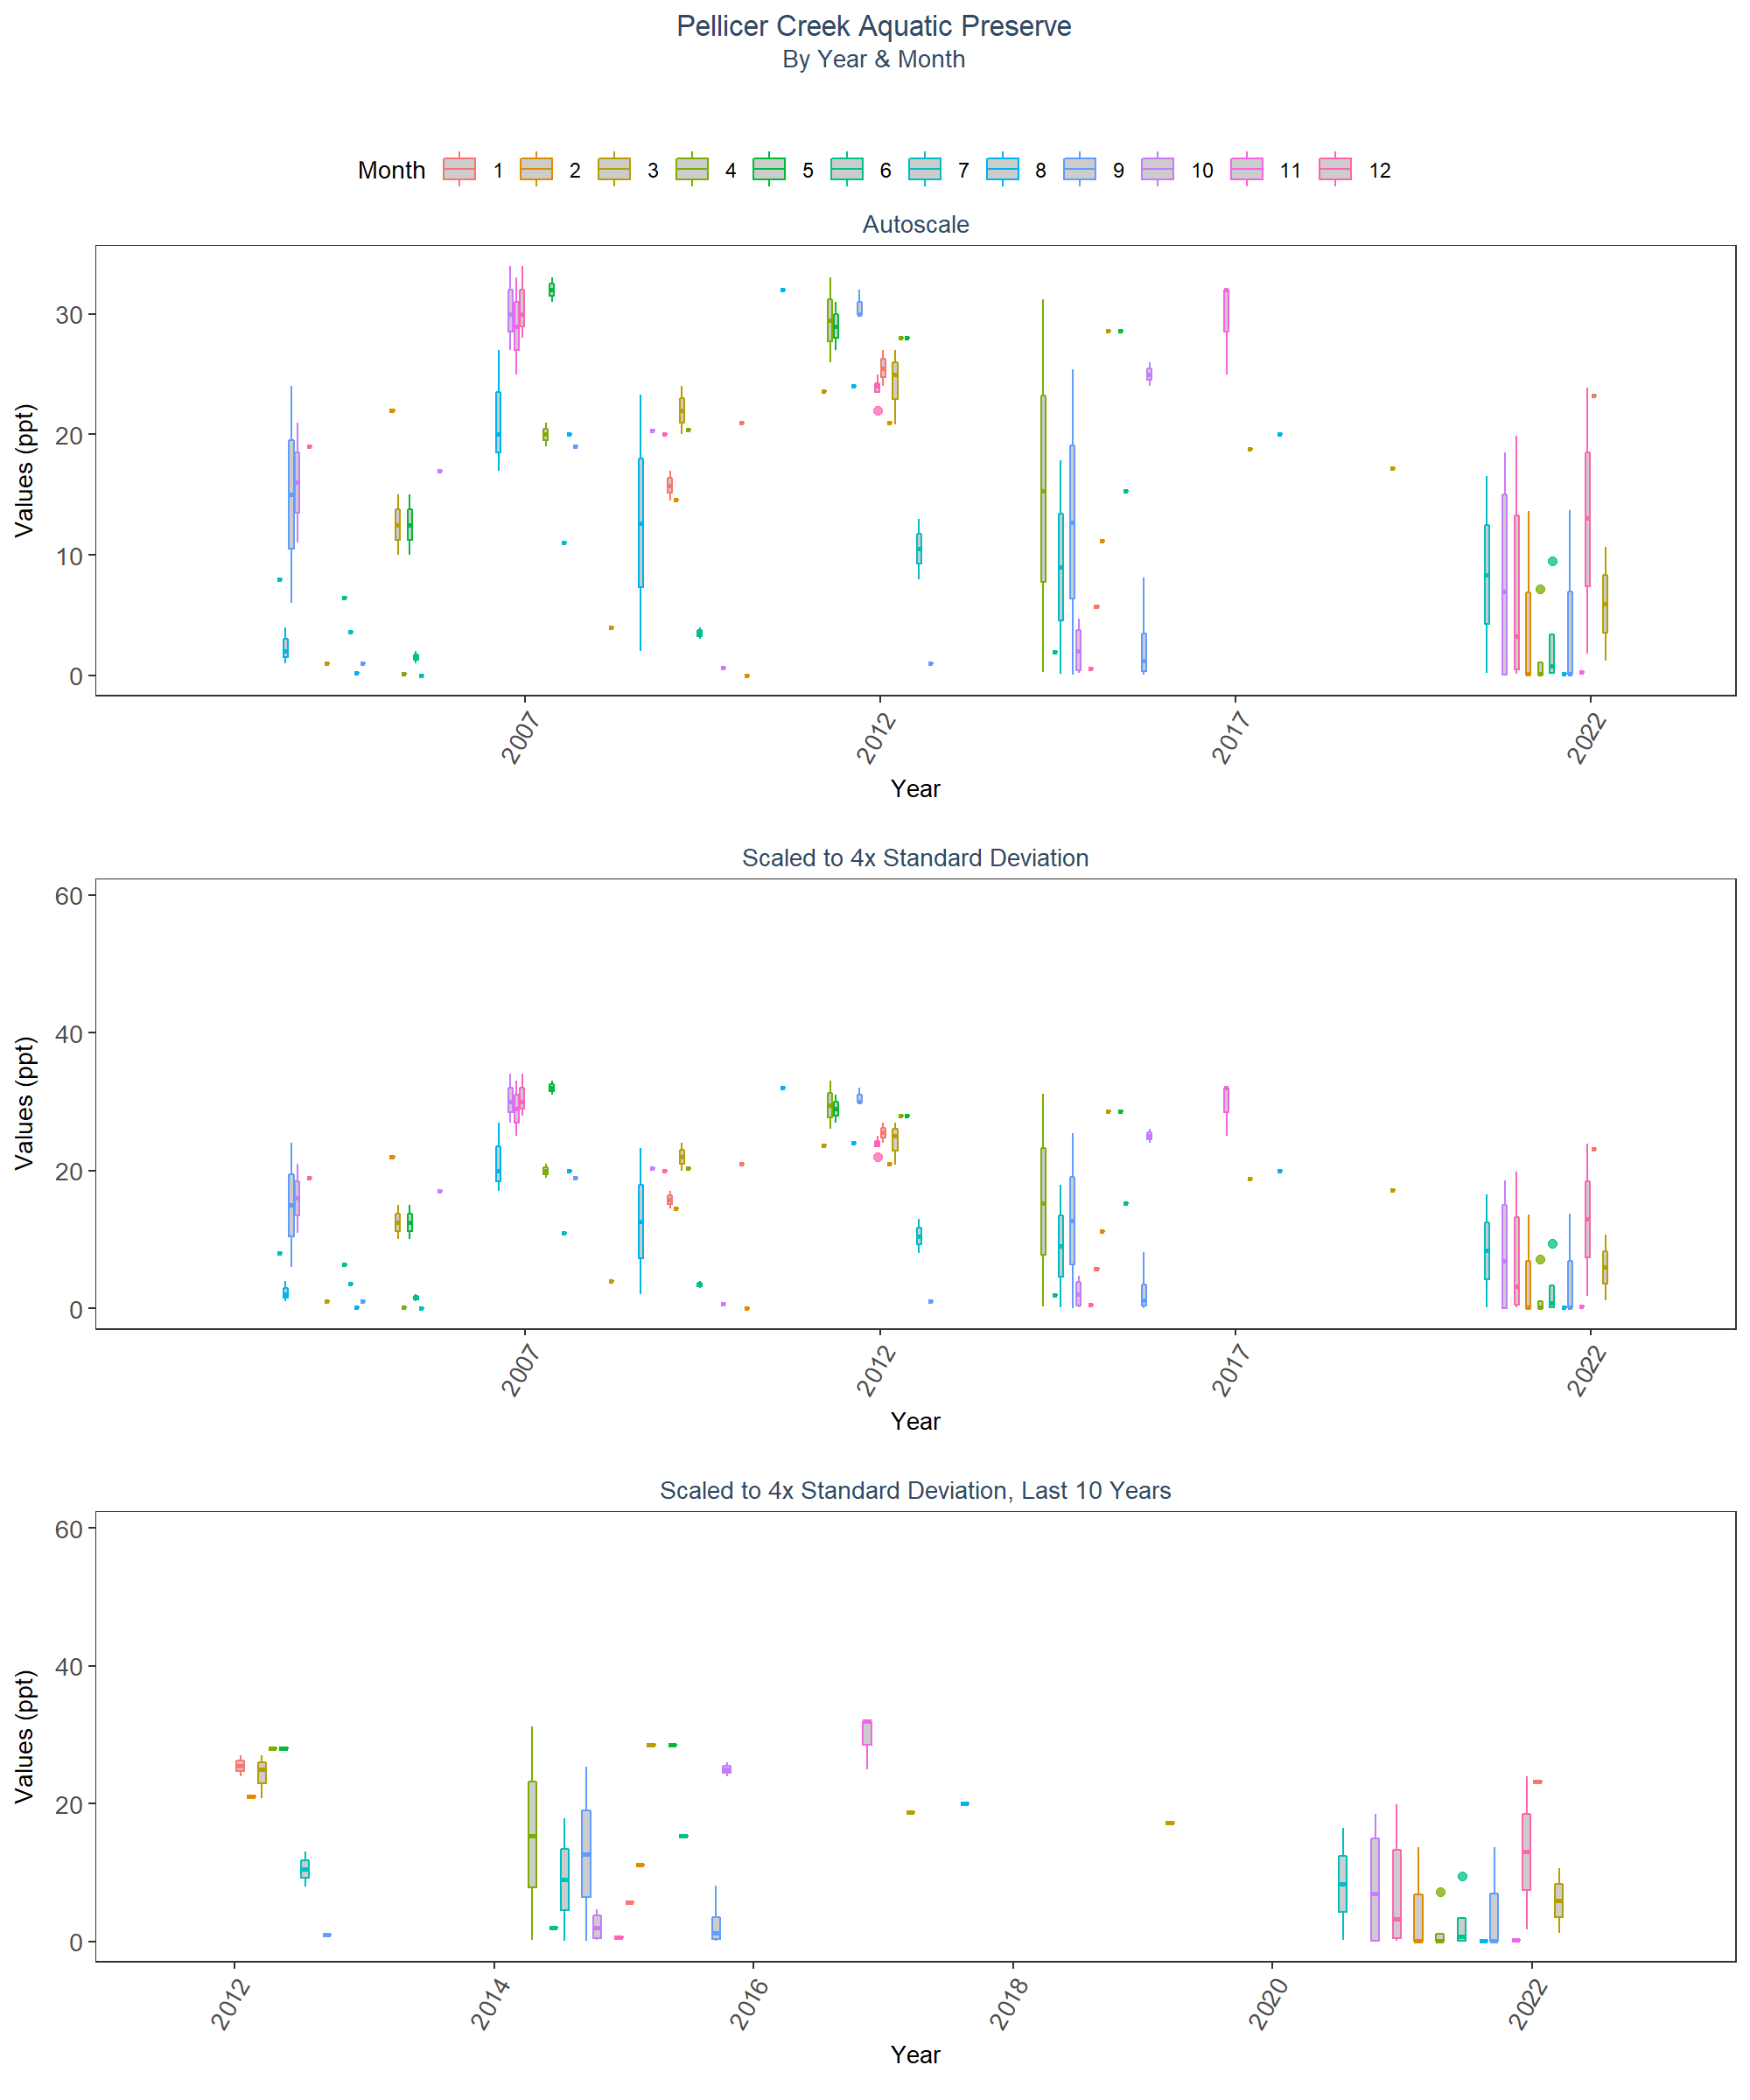 Pellicer Creek Aquatic Preserve
By Year & Month
Month 1 2 3 4 5 6 7 8 9 10 11 12
Autoscale
Values (ppt)
30
20
10
0
2007 2012 2017 2022
Year
Scaled to 4x Standard Deviation
Values (ppt)
60
40
20
0
2007 2012 2017 2022
Year
Scaled to 4x Standard Deviation, Last 10 Years
Values (ppt)
60
40
20
0
2012 2014 2016 2018 2020 2022
Year